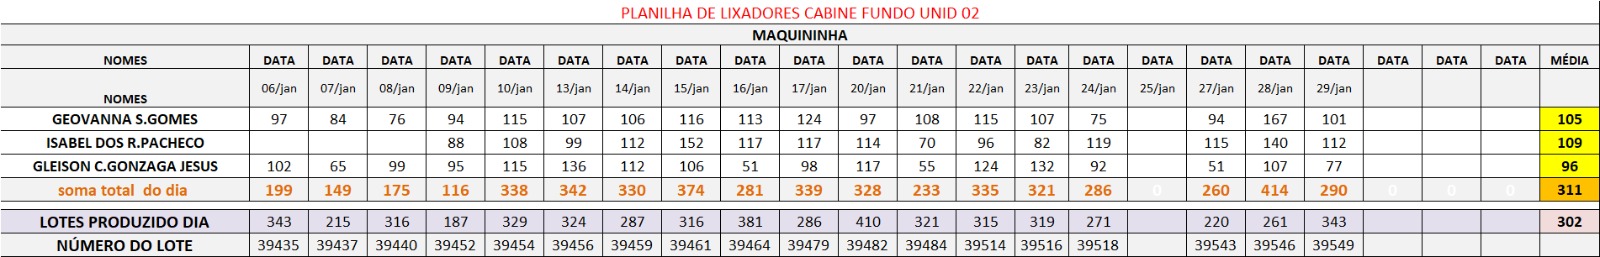 PLANILHA DE LIXADORES CABINE FUNDO UNID 02
MAQUININHA
NOMES DATA DATA DATA DATA DATA DATA DATA DATA DATA DATA DATA DATA DATA DATA DATA DATA DATA DATA DATA DATA DATA DATA MÉDIA
NOMES 06/jan 07/jan 08/jan 09/jan 10/jan 13/jan 14/jan 15/jan 16/jan 17/jan 20/jan 21/jan 22/jan 23/jan 24/jan 25/jan 27/jan 28/jan 29/jan
GEOVANNA S.GOMES 97 84 76 94 115 107 106 116 113 124 97 108 115 107 75 94 167 101 105
ISABEL DOS R.PACHECO 88 108 99 112 152 117 117 114 70 96 82 119 115 140 112 109
GLEISON C.GONZAGA JESUS 102 65 99 95 115 136 112 106 51 98 117 55 124 132 92 51 107 77 96
soma total do dia 199 149 175 116 338 342 330 374 281 339 328 233 335 321 286 0 260 414 290 0 0 0 311
LOTES PRODUZIDO DIA 343 215 316 187 329 324 287 316 381 286 410 321 315 319 271 220 261 343 302
NÚMERO DO LOTE 39435 39437 39440 39452 39454 39456 39459 39461 39464 39479 39482 39484 39514 39516 39518 39543 39546 39549